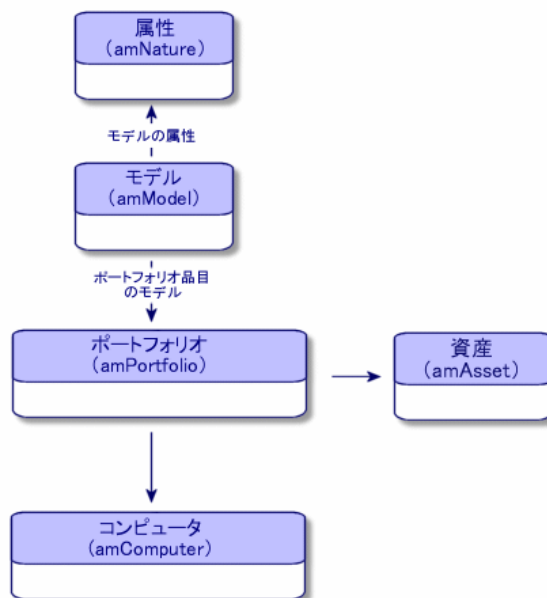 属性
(amNature)
モデルの属性
モデル
(amModel)
ポートフォリオ品目
のモデル
ポートフォリオ
(amPortfolio)
資産
(amAsset)
コンピュータ
(amComputer)